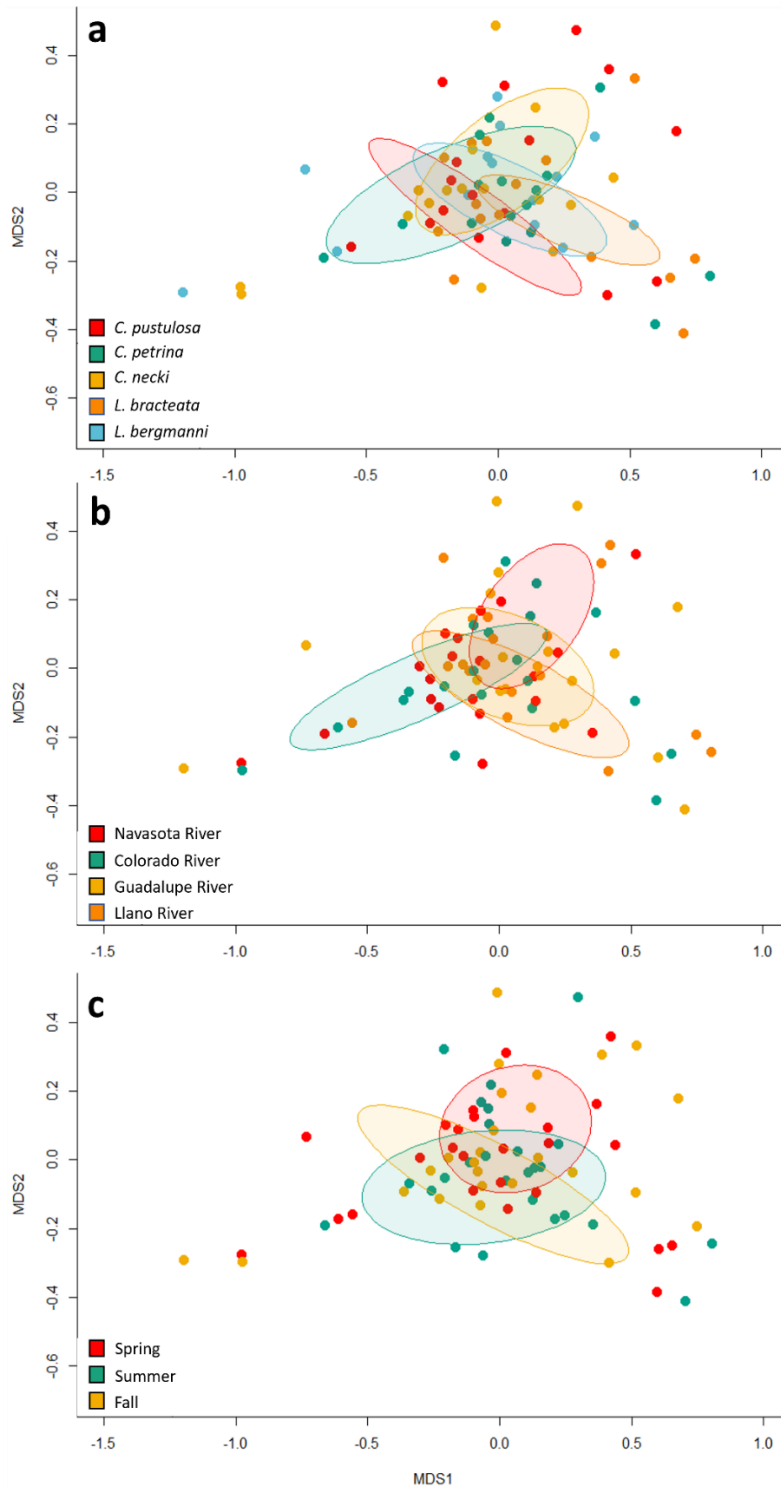 a
0.4
0.2
0.0
-0.2
-0.4
-0.6
MDS2
C. pustulosa
C. petrina
C. necki
L. bracteata
L. bergmanni
-1.5 -1.0 -0.5 0.0 0.5 1.0
b
0.4
0.2
0.0
-0.2
-0.4
-0.6
MDS2
Navasota River
Colorado River
Guadalupe River
Llano River
-1.5 -1.0 -0.5 0.0 0.5 1.0
c
0.4
0.2
0.0
-0.2
-0.4
-0.6
MDS2
Spring
Summer
Fall
-1.5 -1.0 -0.5 0.0 0.5 1.0
MDS1